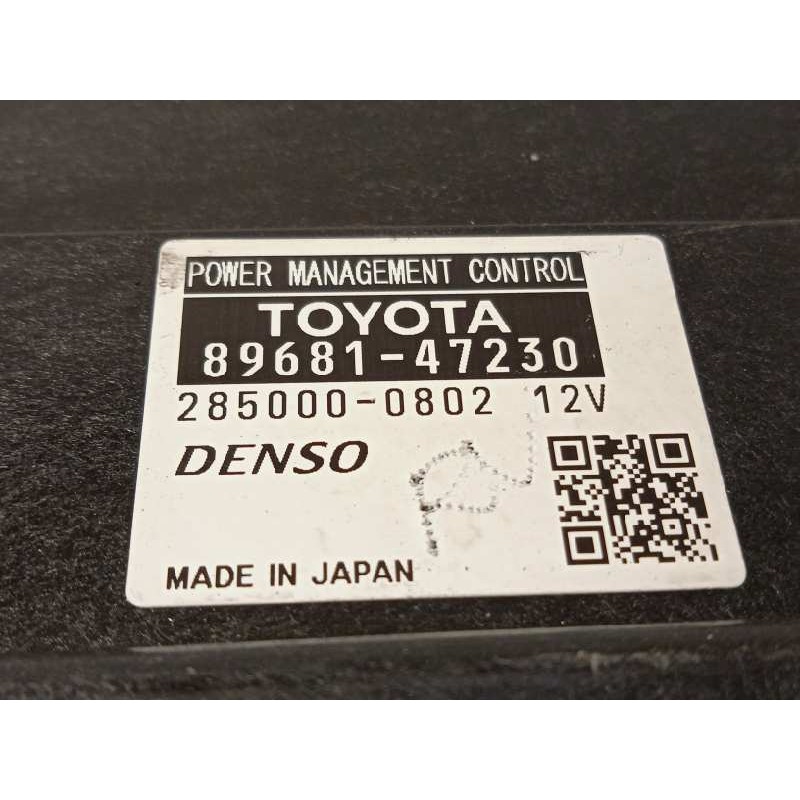 POWER MANAGEMENT CONTROL
TOYOTA
89681-47230
285000-0802 12V
DENSO
MADE IN JAPAN